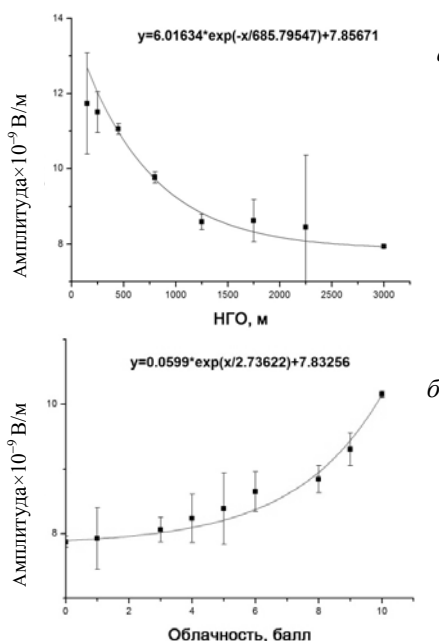 y=6.01634*exp(-x/685.79547)+7.85671
14
12
10
8
Амплитуда×10⁻⁹ В/м
0 500 1000 1500 2000 2500 3000
НГО, м
y=0.0599*exp(x/2.73622)+7.83256
б
10
8
Амплитуда×10⁻⁹ В/м
0 2 4 6 8 10
Облачность, балл